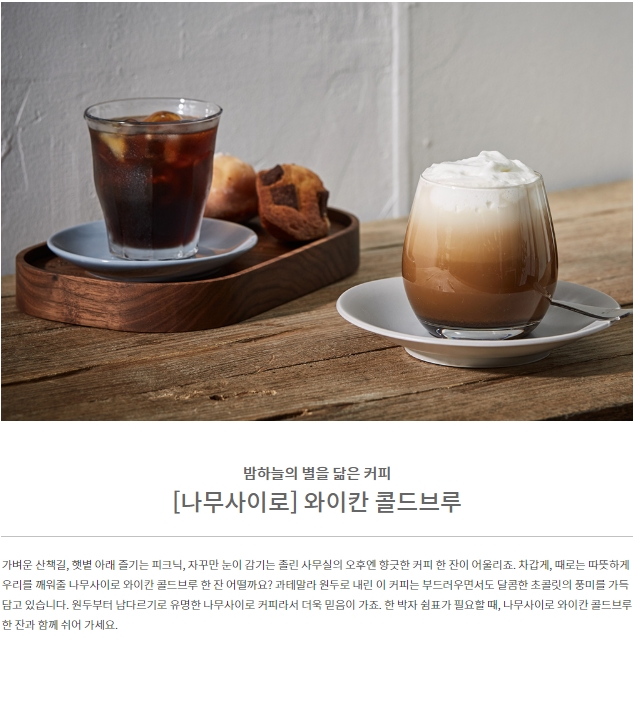 밤하늘의 별을 닮은 커피
[나무사이로] 와이칸 콜드브루
가벼운 산책길, 햇볕 아래 즐기는 피크닉, 자꾸만 눈이 감기는 졸린 사무실의 오후엔 향긋한 커피 한 잔이 어울리죠. 차갑게, 때로는 따뜻하게
우리를 깨워줄 나무사이로 와이칸 콜드브루 한 잔 어떨까요? 과테말라 원두로 내린 이 커피는 부드러우면서도 달콤한 초콜릿의 풍미를 가득
담고 있습니다. 원두부터 남다르기로 유명한 나무사이로 커피라서 더욱 믿음이 가죠. 한 박자 쉼표가 필요할 때, 나무사이로 와이칸 콜드브루
한 잔과 함께 쉬어 가세요.